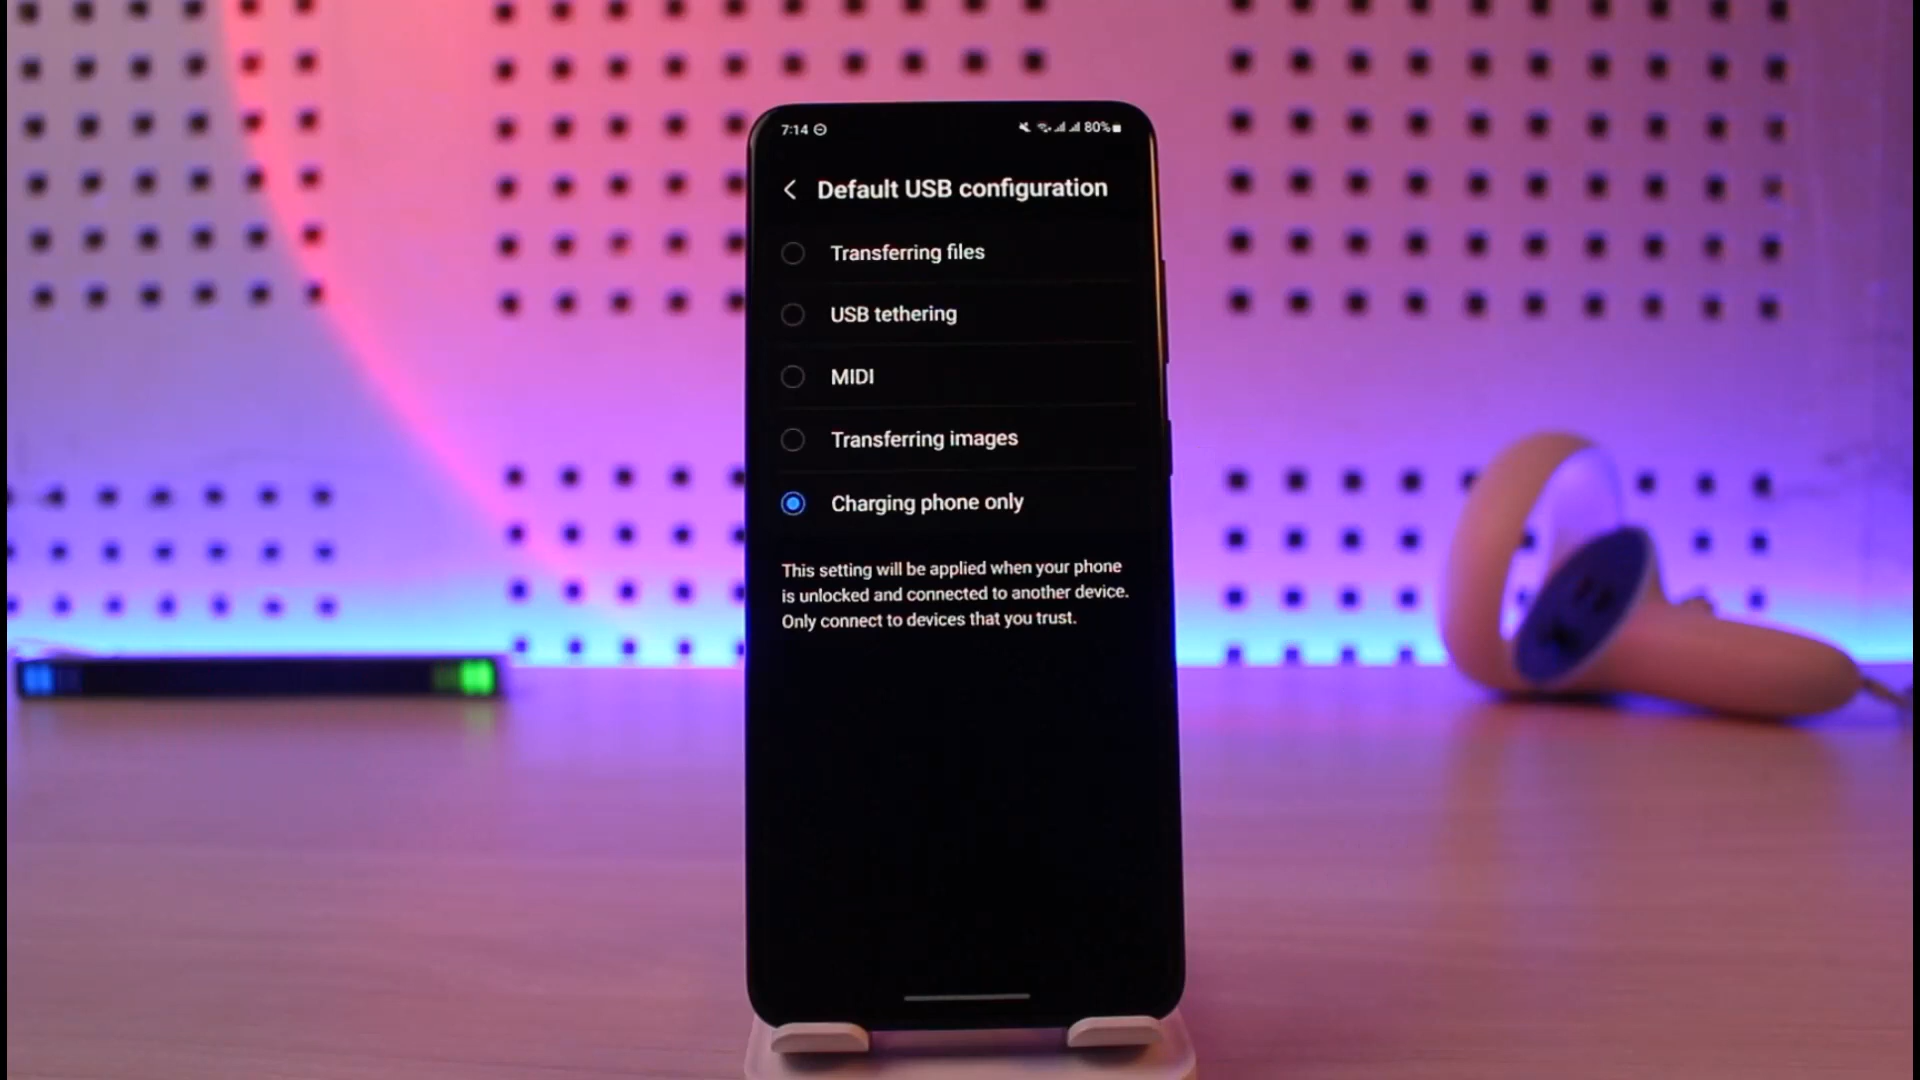 7:14 80%
Default USB configuration
Transferring files
USB tethering
MIDI
Transferring images
Charging phone only
This setting will be applied when your phone
is unlocked and connected to another device.
Only connect to devices that you trust.